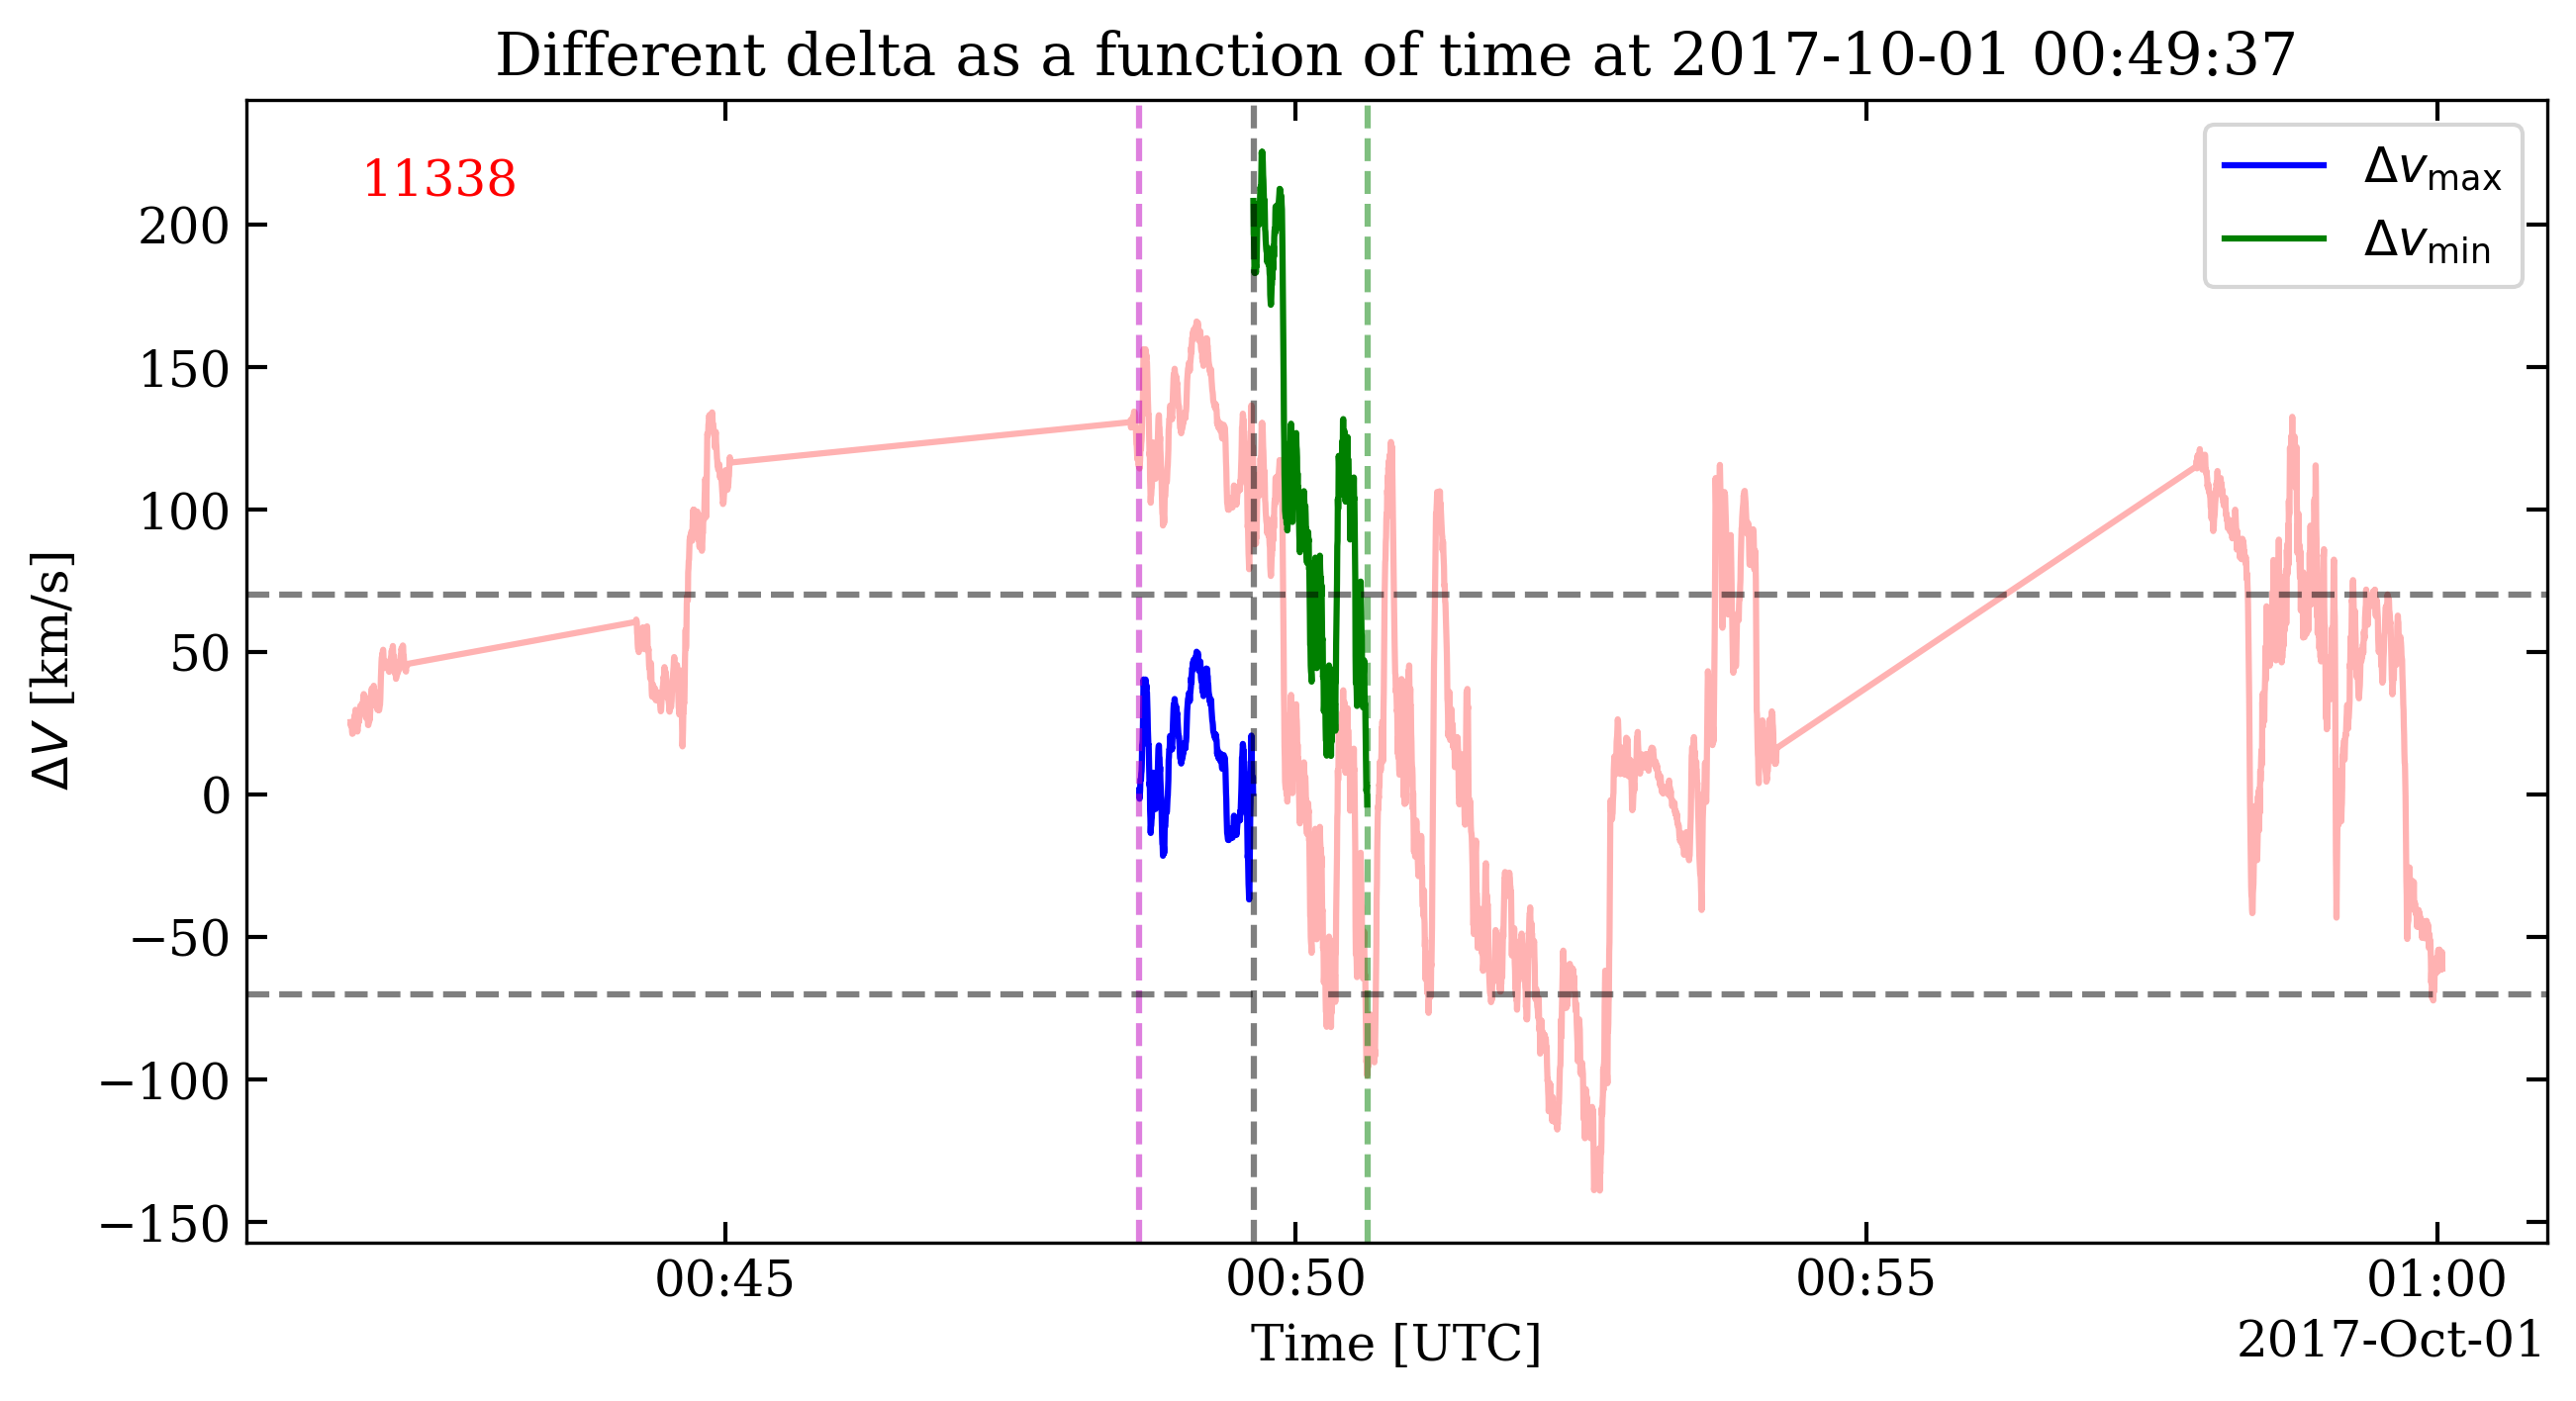 Different delta as a function of time at 2017-10-01 00:49:37
11338
Δv_max
Δv_min
ΔV [km/s]
200
150
100
50
0
−50
−100
−150
00:45 00:50 00:55 01:00
2017-Oct-01
Time [UTC]